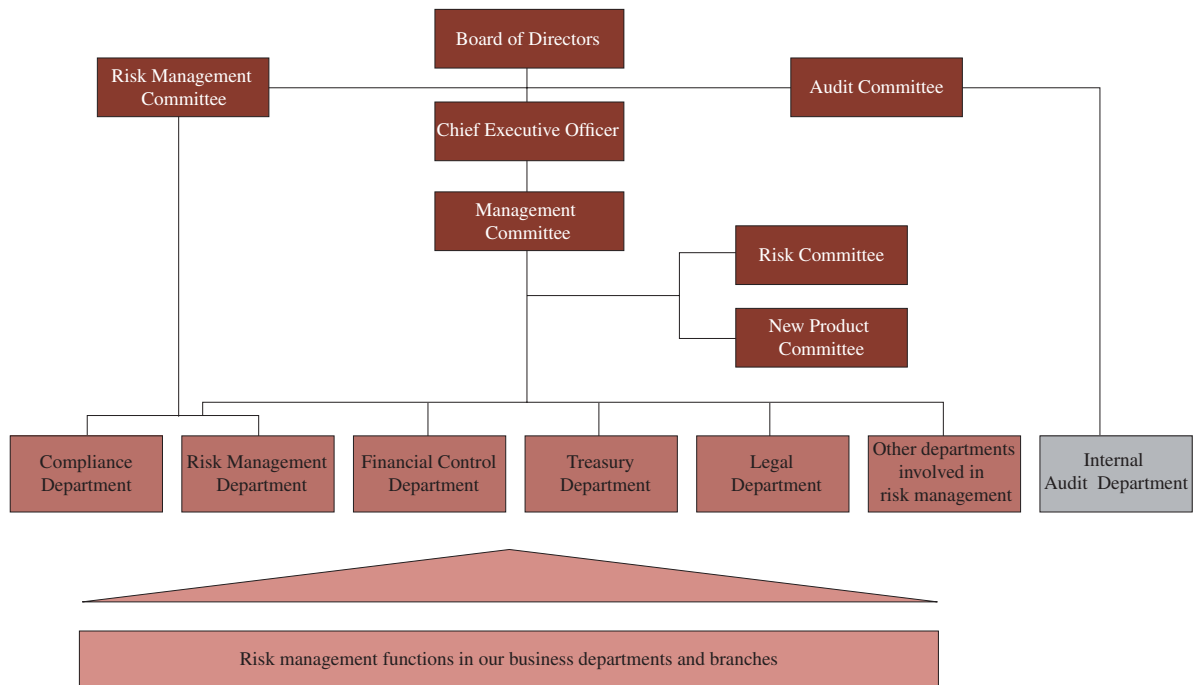 Board of Directors
Risk Management
Committee
Audit Committee
Chief Executive Officer
Management
Committee
Risk Committee
New Product
Committee
Compliance
Department
Risk Management
Department
Financial Control
Department
Treasury
Department
Legal
Department
Other departments
involved in
risk management
Internal
Audit Department
Risk management functions in our business departments and branches